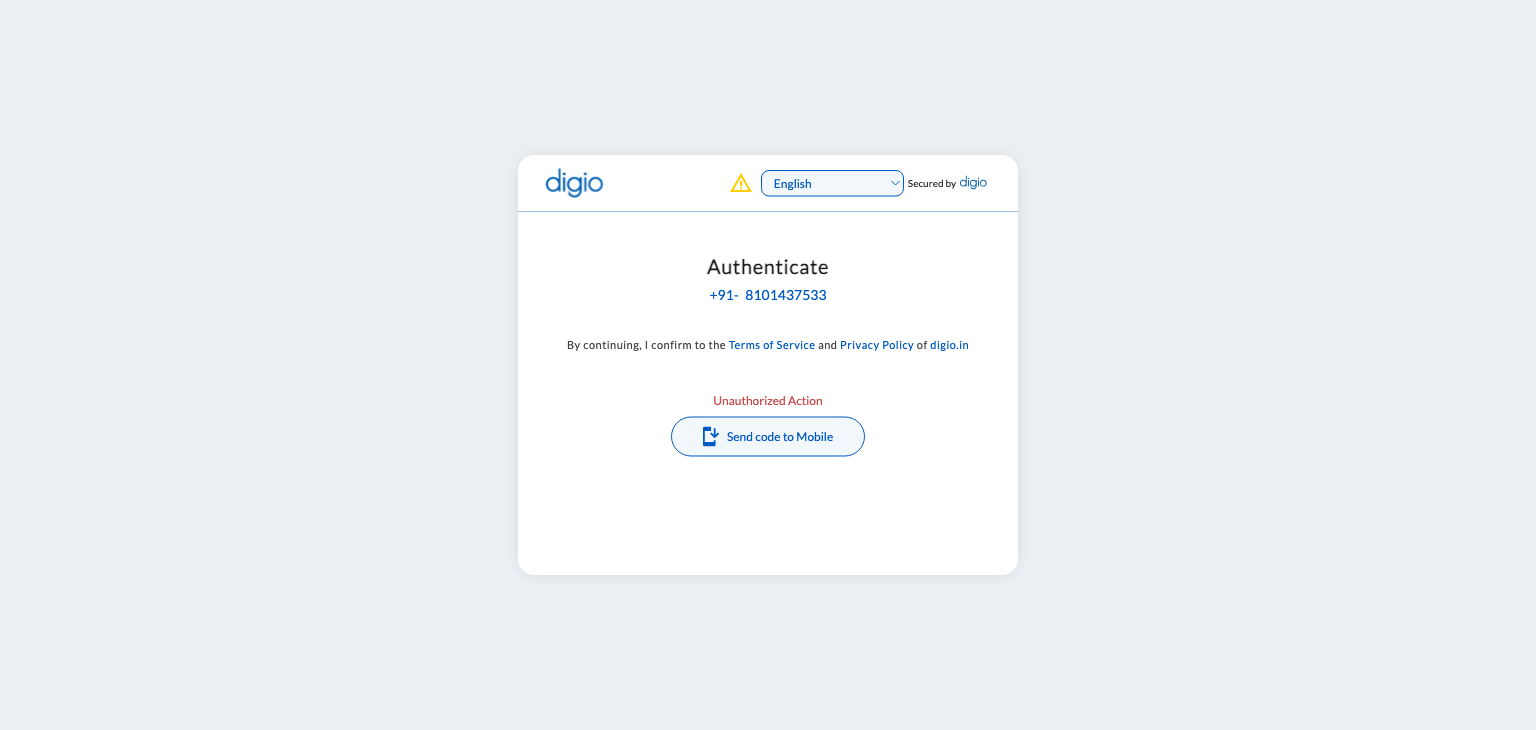 digio
English
Secured by digio
Authenticate
+91- 8101437533
By continuing, I confirm to the Terms of Service and Privacy Policy of digio.in
Unauthorized Action
Send code to Mobile